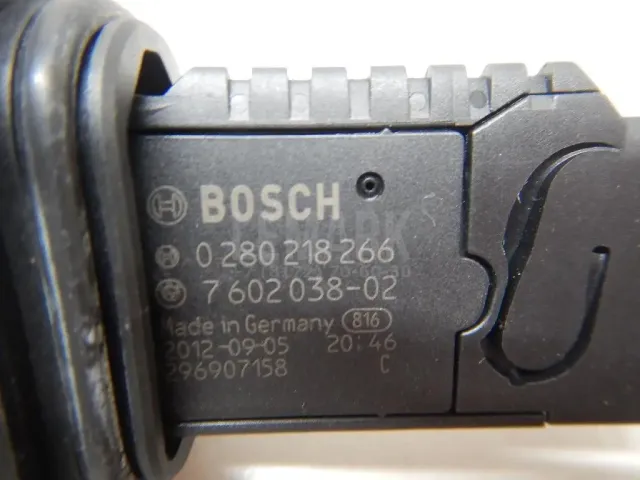 BOSCH
0 280 218 266
7 602 038-02
Made in Germany 816
2012-09-05 20:46
296907158 C